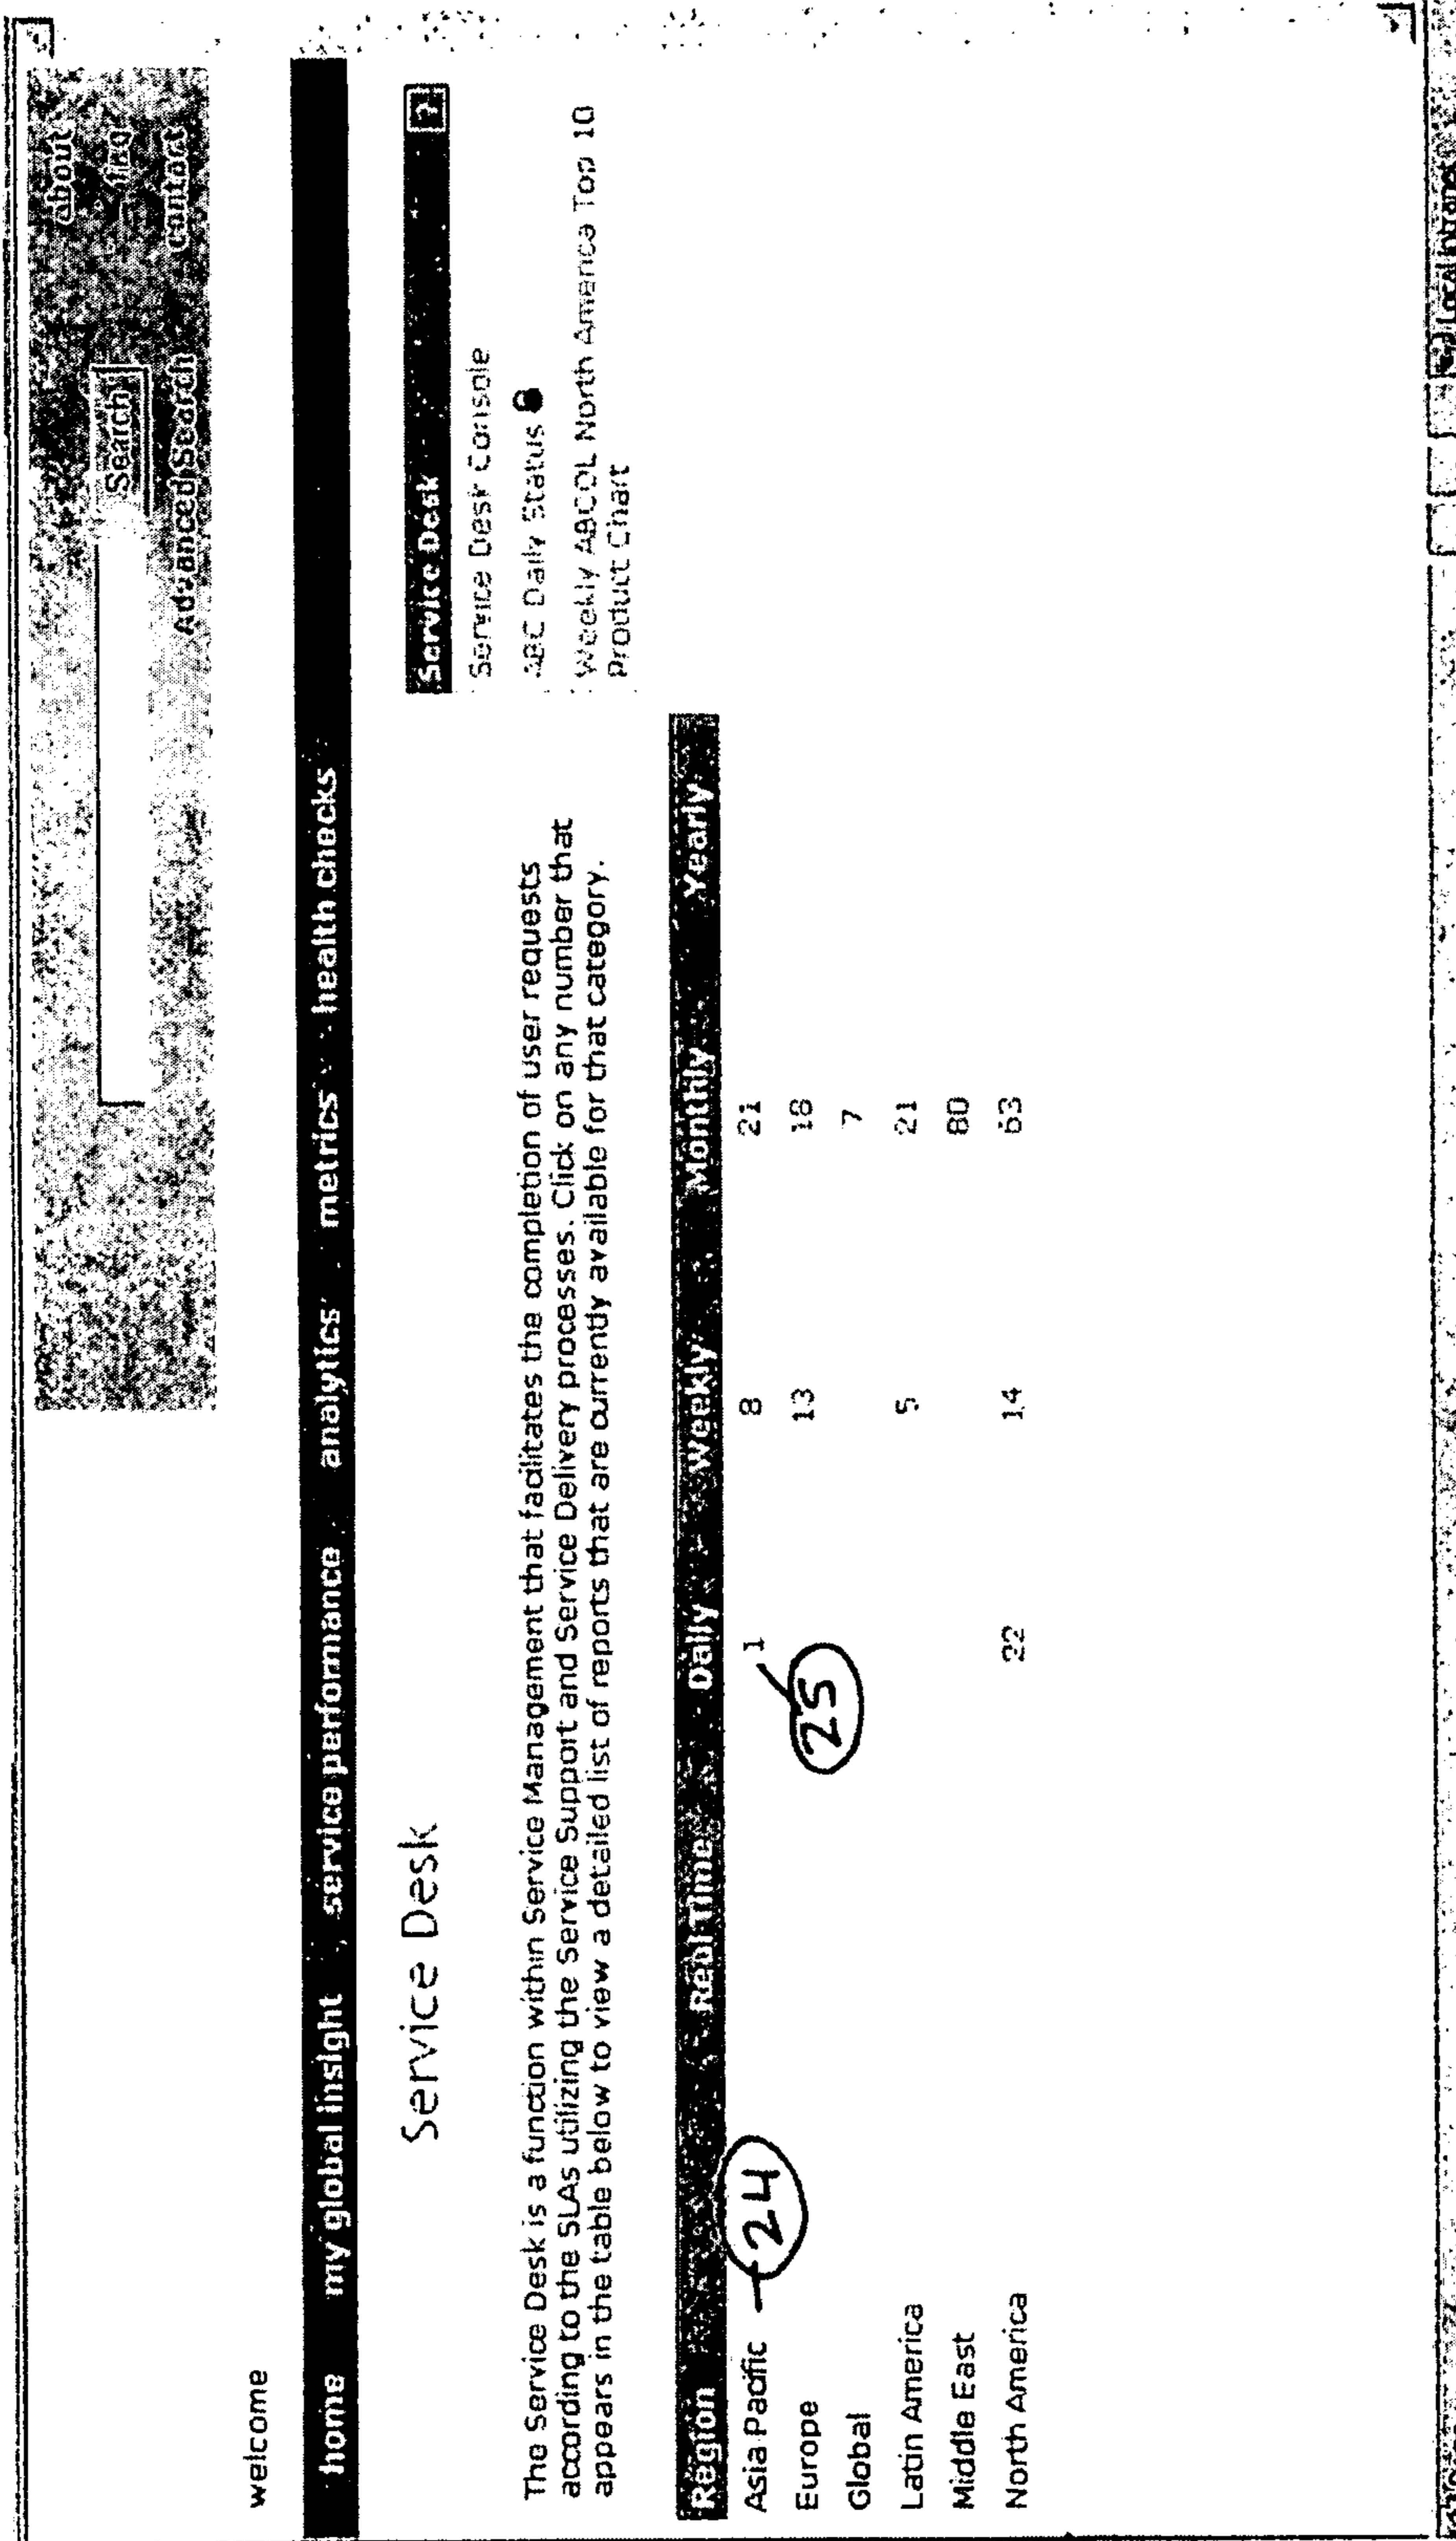 about
faq
contact
Search
Advanced Search
welcome
home my global insight service performance analytics metrics health checks
Service Desk
The Service Desk is a function within Service Management that facilitates the completion of user requests
according to the SLAs utilizing the Service Support and Service Delivery processes. Click on any number that
appears in the table below to view a detailed list of reports that are currently available for that category.
Service Desk ?
Service Desk Console
ABC Daily Status
Weekly ABCOL North America Top 10
Product Chart
Region Realtime Daily Weekly Monthly Yearly
Asia Pacific 24 1 8 21
25
Europe 13 18
Global 7
Latin America 5 21
Middle East 80
North America 22 14 63
Local intranet